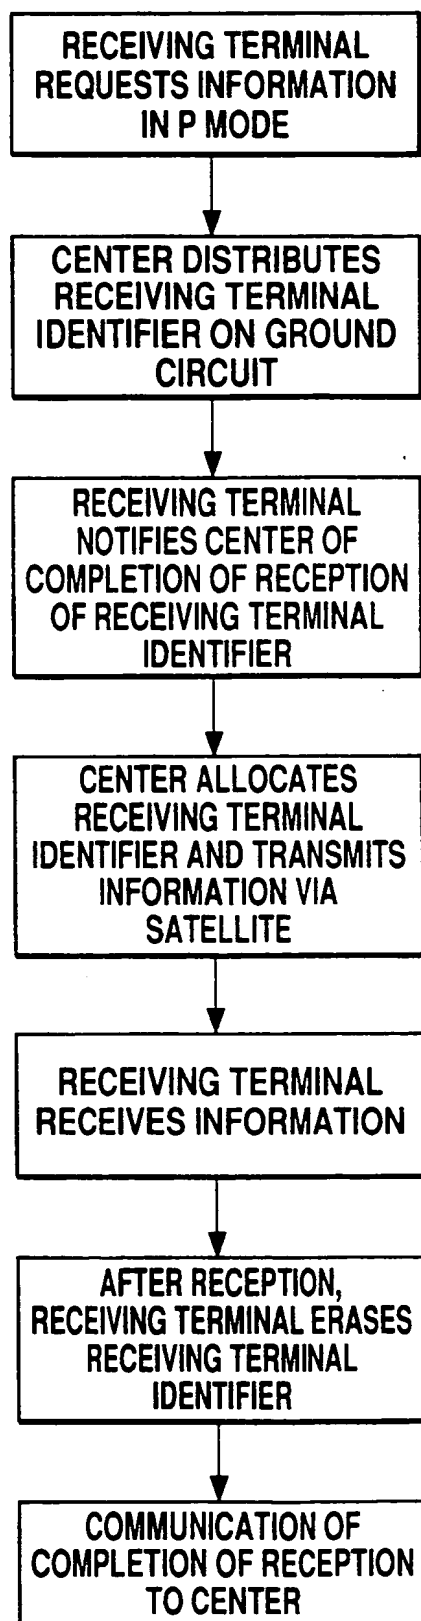 RECEIVING TERMINAL
REQUESTS INFORMATION
IN P MODE
CENTER DISTRIBUTES
RECEIVING TERMINAL
IDENTIFIER ON GROUND
CIRCUIT
RECEIVING TERMINAL
NOTIFIES CENTER OF
COMPLETION OF RECEPTION
OF RECEIVING TERMINAL
IDENTIFIER
CENTER ALLOCATES
RECEIVING TERMINAL
IDENTIFIER AND TRANSMITS
INFORMATION VIA
SATELLITE
RECEIVING TERMINAL
RECEIVES INFORMATION
AFTER RECEPTION,
RECEIVING TERMINAL ERASES
RECEIVING TERMINAL
IDENTIFIER
COMMUNICATION OF
COMPLETION OF RECEPTION
TO CENTER